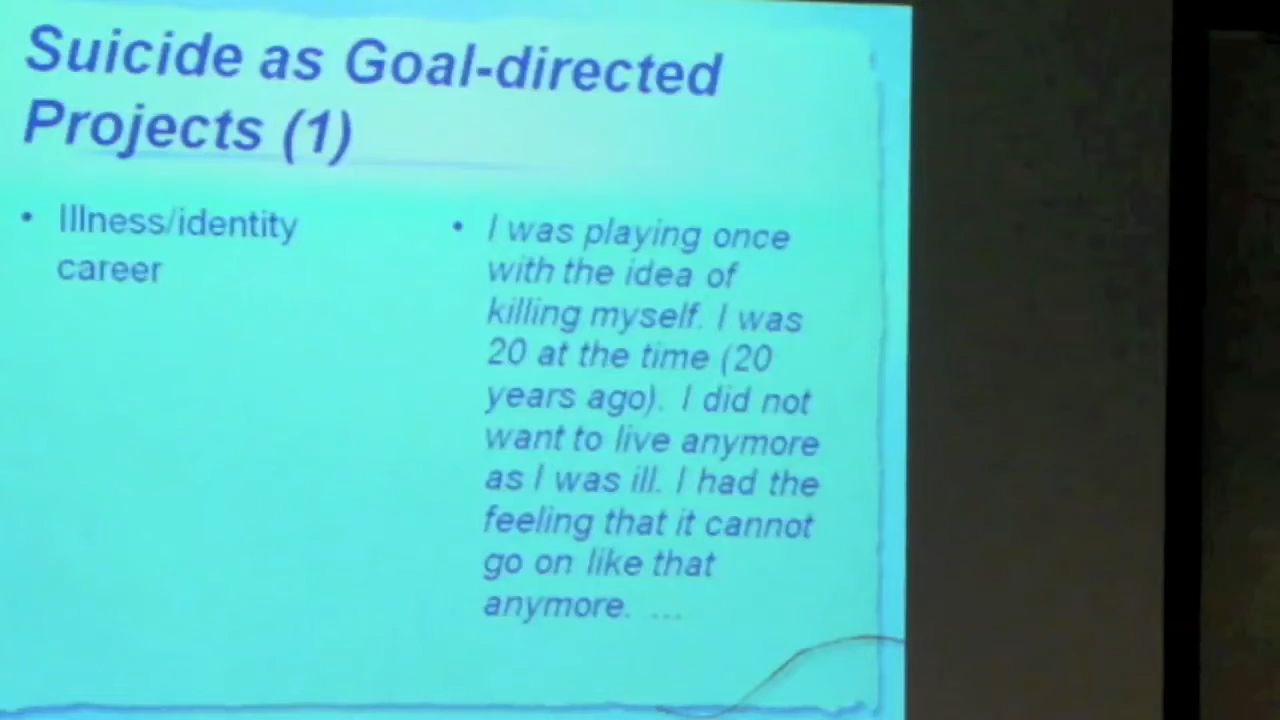 Suicide as Goal-directed
Projects (1)
• Illness/identity
career
• I was playing once
with the idea of
killing myself. I was
20 at the time (20
years ago). I did not
want to live anymore
as I was ill. I had the
feeling that it cannot
go on like that
anymore. ...